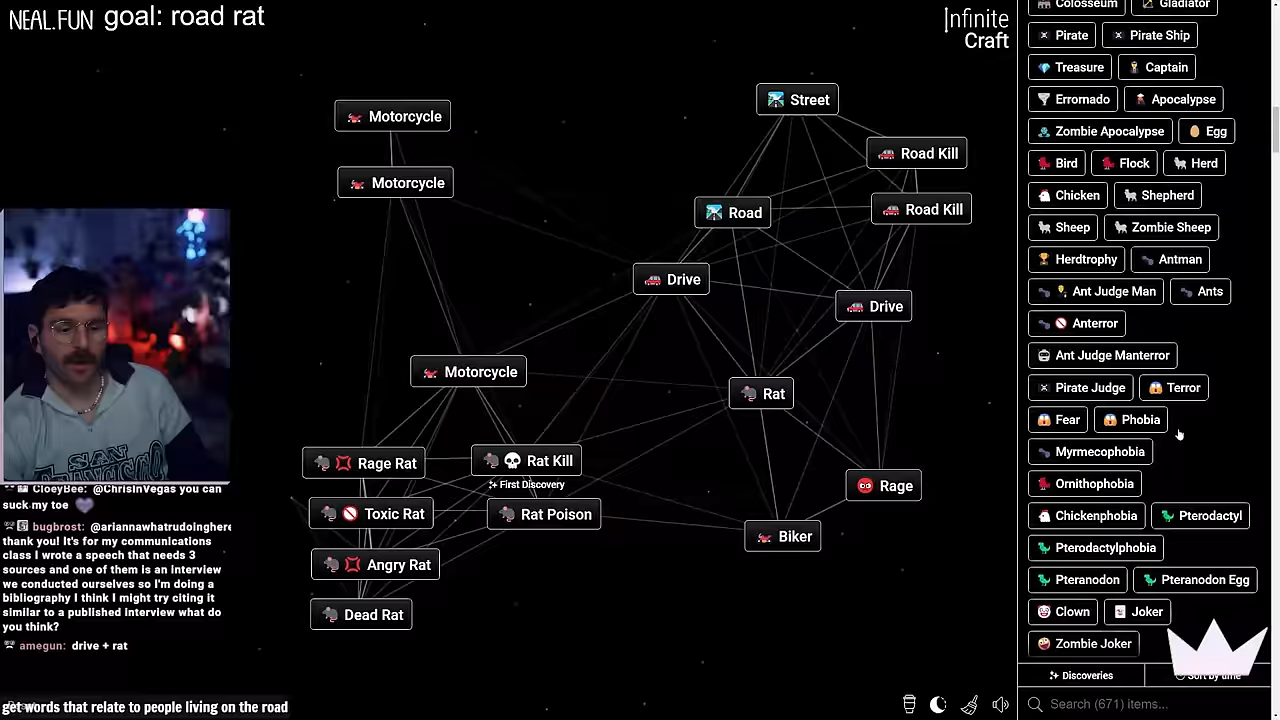 NEAL.FUN goal: road rat
Infinite
Craft
Motorcycle
Motorcycle
Street
Road Kill
Road Kill
Road
Drive
Drive
Motorcycle
Rat
Rage Rat
Rat Kill
First Discovery
Toxic Rat
Rat Poison
Rage
Biker
Angry Rat
Dead Rat
Colosseum
Gladiator
Pirate
Pirate Ship
Treasure
Captain
Errornado
Apocalypse
Zombie Apocalypse
Egg
Bird
Flock
Herd
Chicken
Shepherd
Sheep
Zombie Sheep
Herdtrophy
Antman
Ant Judge Man
Ants
Anterror
Ant Judge Manterror
Pirate Judge
Terror
Fear
Phobia
Myrmecophobia
Ornithophobia
Chickenphobia
Pterodactyl
Pterodactylphobia
Pteranodon
Pteranodon Egg
Clown
Joker
Zombie Joker
Discoveries
Sort by time
Search (671) items...
SAN
CloeyBee: @ChrisInVegas you can
suck my toe
bugbrost: @ariannawhatrudoinghere
thank you! it's for my communications
class I wrote a speech that needs 3
sources and one of them is an interview
we conducted ourselves so I'm doing a
bibliography I think I might try citing it
similar to a published interview what do
you think?
amegun: drive + rat
get words that relate to people living on the road